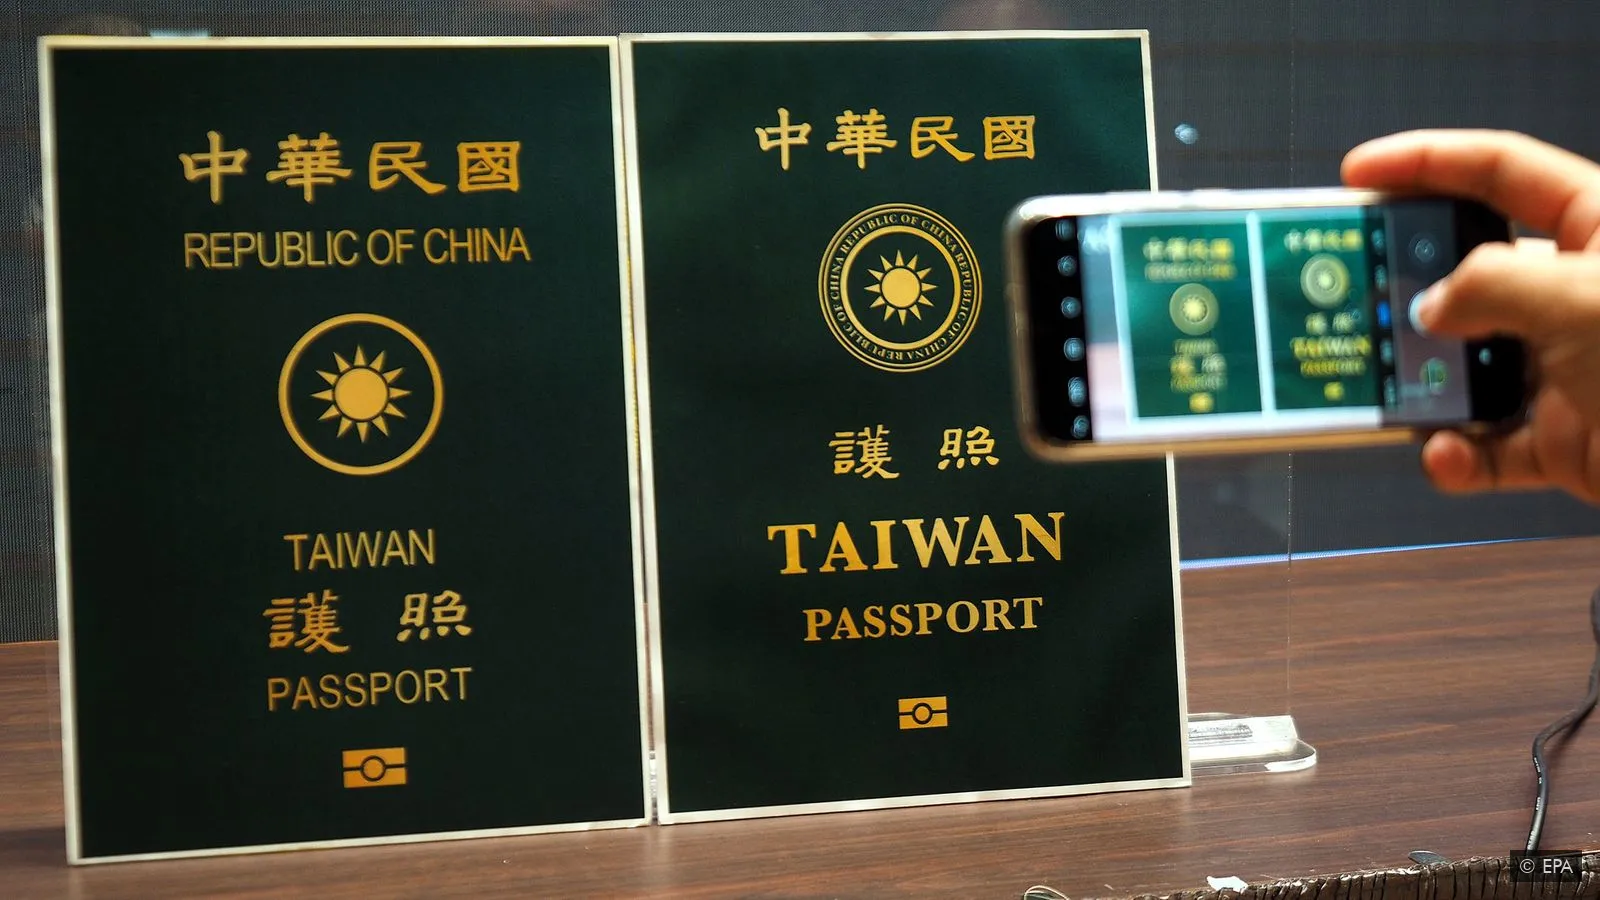 中華民國
REPUBLIC OF CHINA
TAIWAN
護照
PASSPORT
中華民國
REPUBLIC OF CHINA REPUBLIC OF CHINA
護照
TAIWAN
PASSPORT
TAIWAN
© EPA